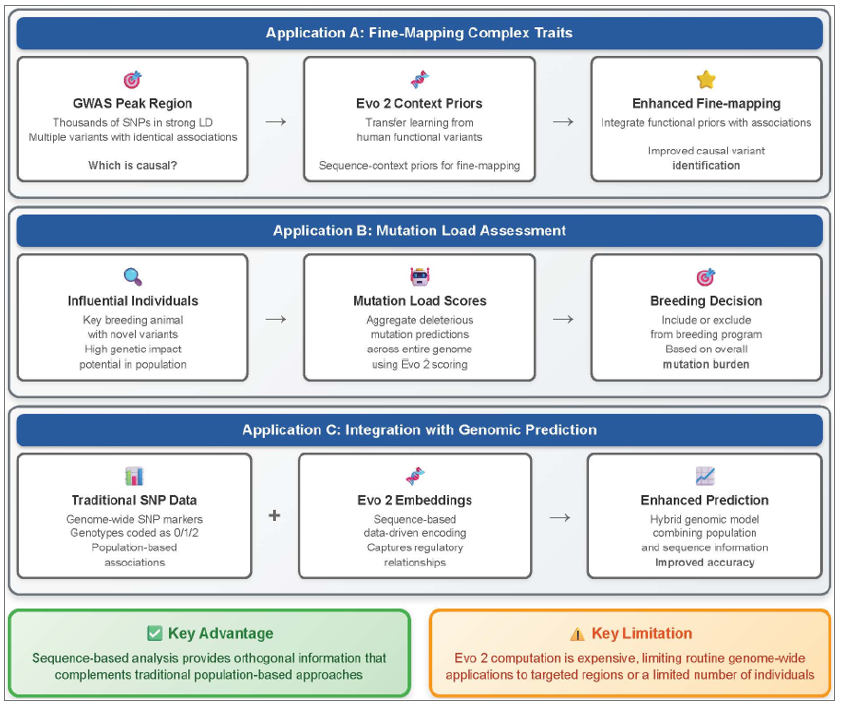 Application A: Fine-Mapping Complex Traits
GWAS Peak Region
Thousands of SNPs in strong LD
Multiple variants with identical associations
Which is causal?
→
Evo 2 Context Priors
Transfer learning from
human functional variants
Sequence-context priors for fine-mapping
→
Enhanced Fine-mapping
Integrate functional priors with associations
Improved causal variant
identification
Application B: Mutation Load Assessment
Influential Individuals
Key breeding animal
with novel variants
High genetic impact
potential in population
→
Mutation Load Scores
Aggregate deleterious
mutation predictions
across entire genome
using Evo 2 scoring
→
Breeding Decision
Include or exclude
from breeding program
Based on overall
mutation burden
Application C: Integration with Genomic Prediction
Traditional SNP Data
Genome-wide SNP markers
Genotypes coded as 0/1/2
Population-based
associations
+
Evo 2 Embeddings
Sequence-based
data-driven encoding
Captures regulatory
relationships
→
Enhanced Prediction
Hybrid genomic model
combining population
and sequence information
Improved accuracy
Key Advantage
Sequence-based analysis provides orthogonal information that
complements traditional population-based approaches
Key Limitation
Evo 2 computation is expensive, limiting routine genome-wide
applications to targeted regions or a limited number of individuals